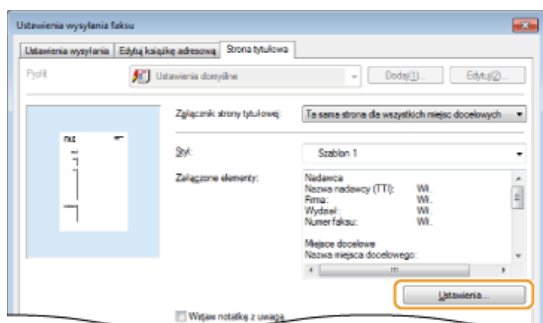 Ustawienia wysyłania faksu
Ustawienia wysyłania Edytuj książkę adresową Strona tytułowa
Profil Ustawienia domyślne Dodaj(1)... Edytuj(2)...
Załącznik strony tytułowej: Ta sama strona dla wszystkich miejsc docelowych
Styl: Szablon 1
Załączone elementy: Nadawca
Nazwa nadawcy (TTI): Wł.
Firma: Wł.
Wydział: Wł.
Numer faksu: Wł.
Miejsce docelowe
Nazwa miejsca docelowego:
FAX
Ustawienia...
Wstaw notatkę z uwagą